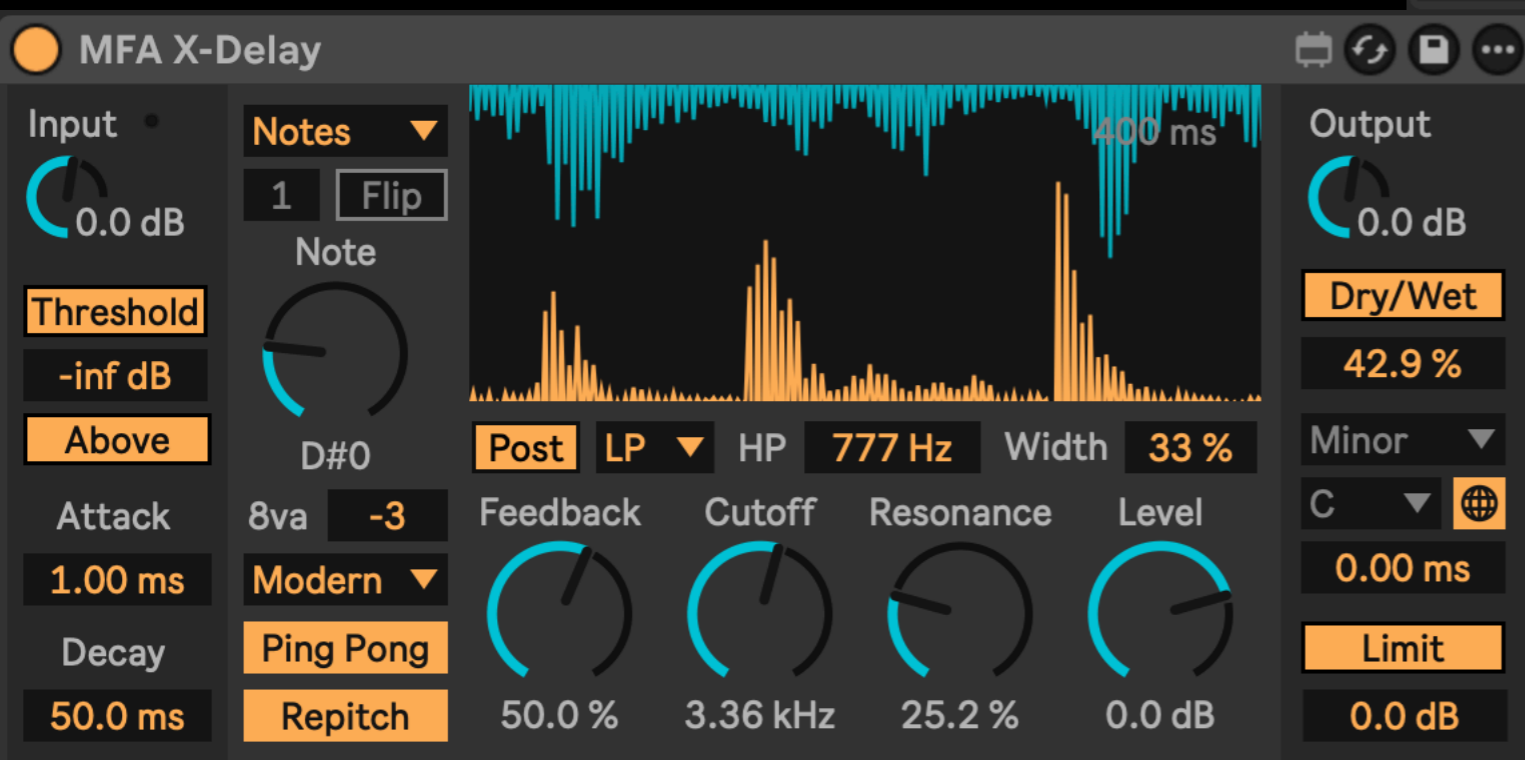 MFA X-Delay
Input
0.0 dB
Threshold
-inf dB
Above
Attack
1.00 ms
Decay
50.0 ms
Notes
1 Flip
Note
D#0
8va -3
Modern
Ping Pong
Repitch
400 ms
Post LP HP 777 Hz Width 33 %
Feedback Cutoff Resonance Level
50.0 % 3.36 kHz 25.2 % 0.0 dB
Output
0.0 dB
Dry/Wet
42.9 %
Minor
C
0.00 ms
Limit
0.0 dB